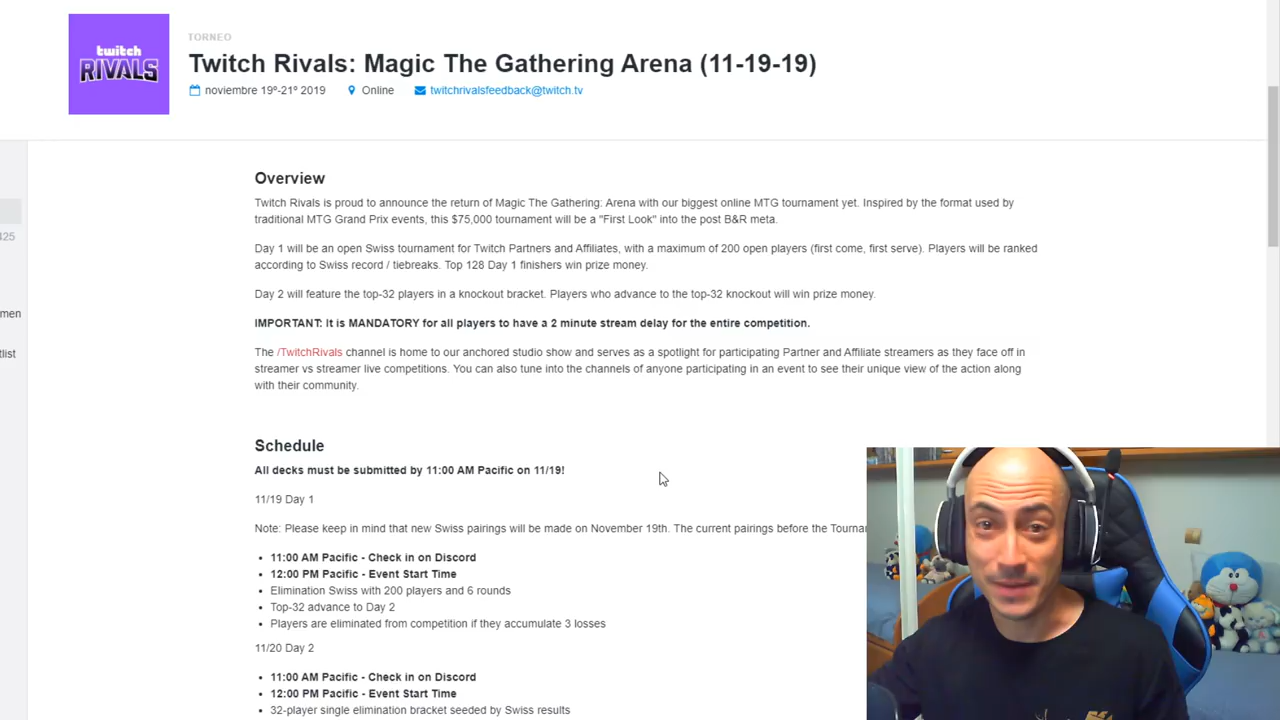 twitch
RIVALS
TORNEO
Twitch Rivals: Magic The Gathering Arena (11-19-19)
noviembre 19º-21º 2019 Online twitchrivalsfeedback@twitch.tv
425
men
tlist
Overview
Twitch Rivals is proud to announce the return of Magic The Gathering: Arena with our biggest online MTG tournament yet. Inspired by the format used by
traditional MTG Grand Prix events, this $75,000 tournament will be a "First Look" into the post B&R meta.
Day 1 will be an open Swiss tournament for Twitch Partners and Affiliates, with a maximum of 200 open players (first come, first serve). Players will be ranked
according to Swiss record / tiebreaks. Top 128 Day 1 finishers win prize money.
Day 2 will feature the top-32 players in a knockout bracket. Players who advance to the top-32 knockout will win prize money.
IMPORTANT: It is MANDATORY for all players to have a 2 minute stream delay for the entire competition.
The /TwitchRivals channel is home to our anchored studio show and serves as a spotlight for participating Partner and Affiliate streamers as they face off in
streamer vs streamer live competitions. You can also tune into the channels of anyone participating in an event to see their unique view of the action along
with their community.
Schedule
All decks must be submitted by 11:00 AM Pacific on 11/19!
11/19 Day 1
Note: Please keep in mind that new Swiss pairings will be made on November 19th. The current pairings before the Tourna
• 11:00 AM Pacific - Check in on Discord
• 12:00 PM Pacific - Event Start Time
• Elimination Swiss with 200 players and 6 rounds
• Top-32 advance to Day 2
• Players are eliminated from competition if they accumulate 3 losses
11/20 Day 2
• 11:00 AM Pacific - Check in on Discord
• 12:00 PM Pacific - Event Start Time
• 32-player single elimination bracket seeded by Swiss results